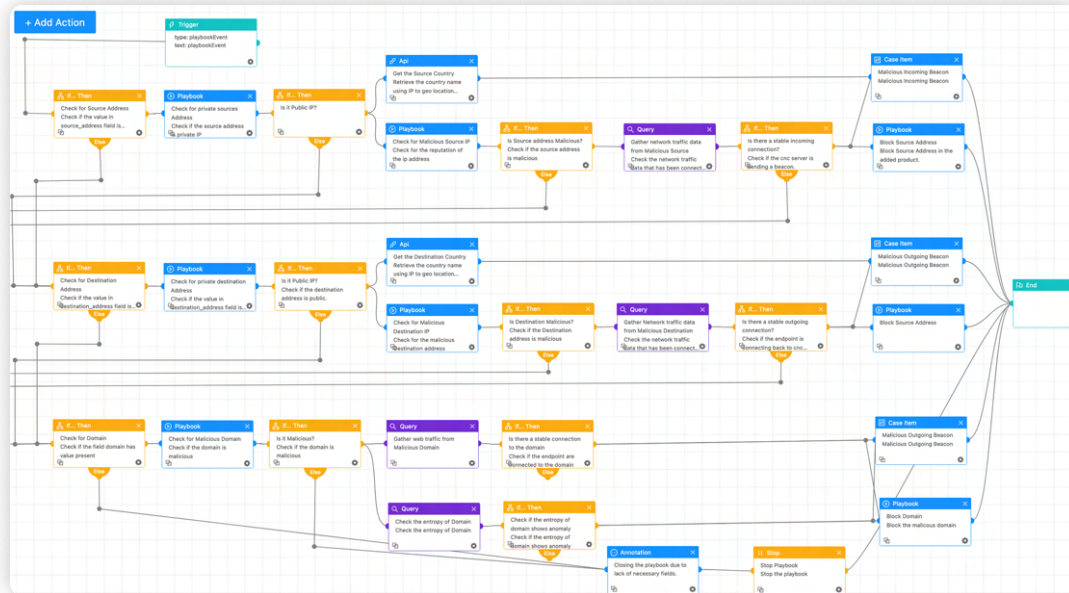 + Add Action
Trigger
type: playbookEvent
text: playbookEvent
If... Then
Check for Source Address
Check if the value in
source_address field is...
Else
Playbook
Check for private sources
Address
Check if the source address
is private IP
If... Then
Is it Public IP?
Else
Api
Get the Source Country
Retrieve the country name
using IP to geo location...
Playbook
Check for Malicious Source IP
Check for the reputation of
the ip address
If... Then
Is Source address Malicious?
Check if the source address
is malicious
Else
Query
Gather network traffic data
from Malicious Source
Check the network traffic
data that has been connect...
If... Then
Is there a stable incoming
connection?
Check if the cnc server is
sending a beacon.
Else
Case Item
Malicious Incoming Beacon
Malicious Incoming Beacon
Playbook
Block Source Address
Block Source Address in the
added product.
If... Then
Check for Destination
Address
Check if the value in
destination_address field is...
Else
Playbook
Check for private destination
Address
Check if the value in
destination_address field is...
If... Then
Is it Public IP?
Check if the destination
address is public.
Else
Api
Get the Destination Country
Retrieve the country name
using IP to geo location...
Playbook
Check for Malicious
Destination IP
Check for the malicious
destination address
If... Then
Is Destination Malicious?
Check if the Destination
address is malicious
Else
Query
Gather Network traffic data
from Malicious Destination
Check the network traffic
data that has been connect...
If... Then
Is there a stable outgoing
connection?
Check if the endpoint is
connecting back to cnc...
Else
Case Item
Malicious Outgoing Beacon
Malicious Outgoing Beacon
Playbook
Block Source Address
End
If... Then
Check for Domain
Check if the field domain has
value present
Else
Playbook
Check for Malicious Domain
Check if the domain is
malicious
If... Then
Is it Malicious?
Check if the domain is
malicious
Else
Query
Gather web traffic from
Malicious Domain
If... Then
Is there a stable connection
to the domain
Check if the endpoint are
connected to the domain
Else
Query
Check the entropy of Domain
Check the entropy of Domain
If... Then
Check if the entropy of
domain shows anomaly
Check if the entropy of
domain shows anomaly
Else
Case Item
Malicious Outgoing Beacon
Malicious Outgoing Beacon
Playbook
Block Domain
Block the malicous domain
Annotation
Closing the playbook due to
lack of necessary fields.
Stop
Stop Playbook
Stop the playbook